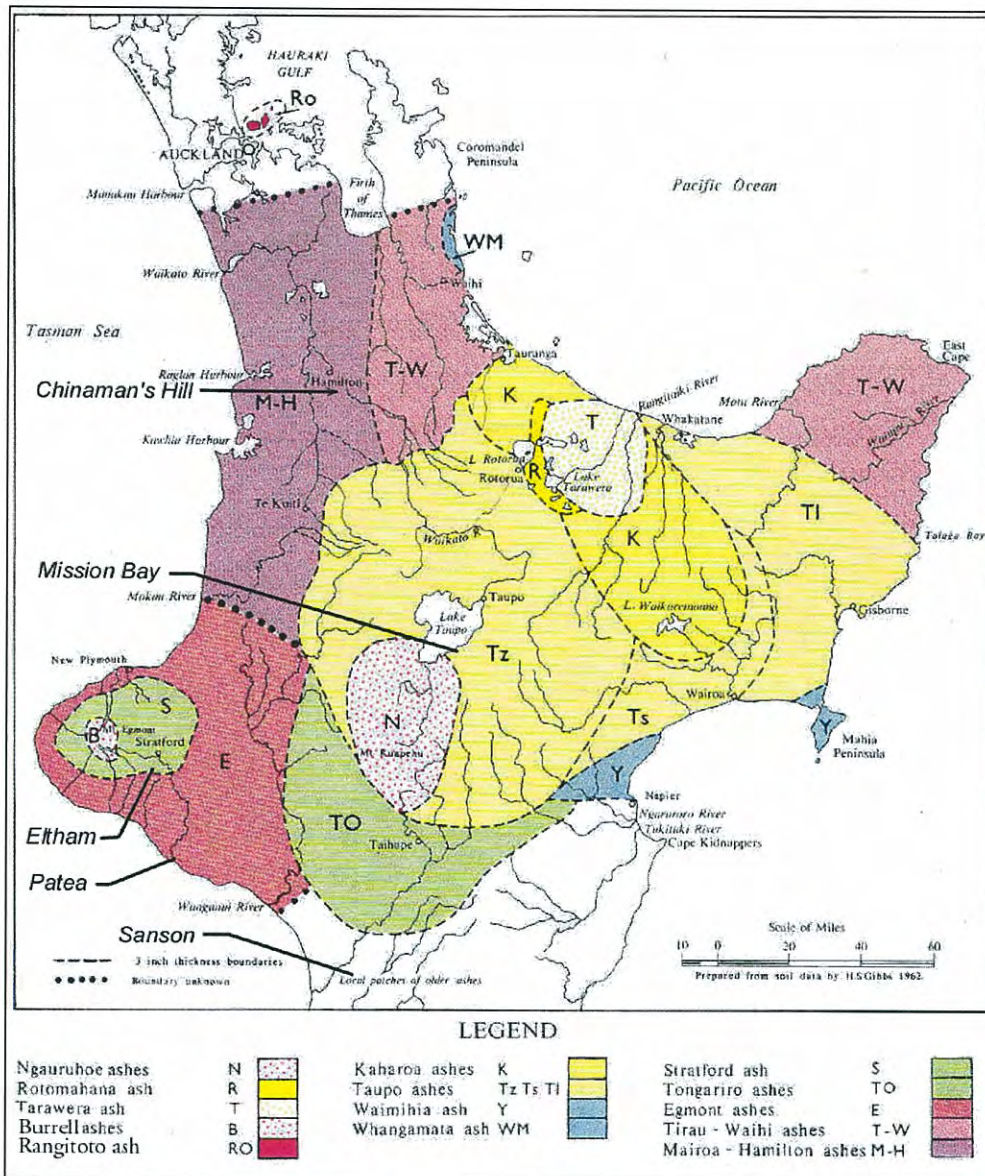 HAURAKI
GULF
Ro
AUCKLAND
Coromandel
Peninsula
Manukau Harbour
Firth
of
Thames
Pacific Ocean
WM
Waikato River
Waihi
Tasman Sea
Tauranga
East
Cape
Raglan Harbour
Hamilton
T-W
Chinaman's Hill
M-H
K
Rangitaiki River
Motu River
T-W
Whakatane
Waiapu River
T
Kawhia Harbour
L. Rotorua
Rotorua
R
Lake
Tarawera
Te Kuiti
Tl
K
Waikato R
Tolaga Bay
Mission Bay
Mokau River
Taupo
L. Waikaremoana
Gisborne
Lake
Taupo
Tz
New Plymouth
S
Wairoa
N
Ts
B
Mt. Egmont
Stratford
Mt. Ruapehu
Y
Mahia
Peninsula
E
Y
Napier
TO
Ngaruroro River
Eltham
Tukituki River
Taihape
Cape Kidnappers
Patea
Wanganui River
Sanson
Scale of Miles
3 inch thickness boundaries
10 0 20 40 60
Boundary unknown
Local patches of older ashes
Prepared from soil data by H.S.Gibbs 1962.
LEGEND
Ngauruhoe ashes N
Rotomahana ash R
Tarawera ash T
Burrell ashes B
Rangitoto ash RO
Kaharoa ashes K
Taupo ashes Tz Ts Tl
Waimihia ash Y
Whangamata ash WM
Stratford ash S
Tongariro ashes TO
Egmont ashes E
Tirau - Waihi ashes T-W
Mairoa - Hamilton ashes M-H